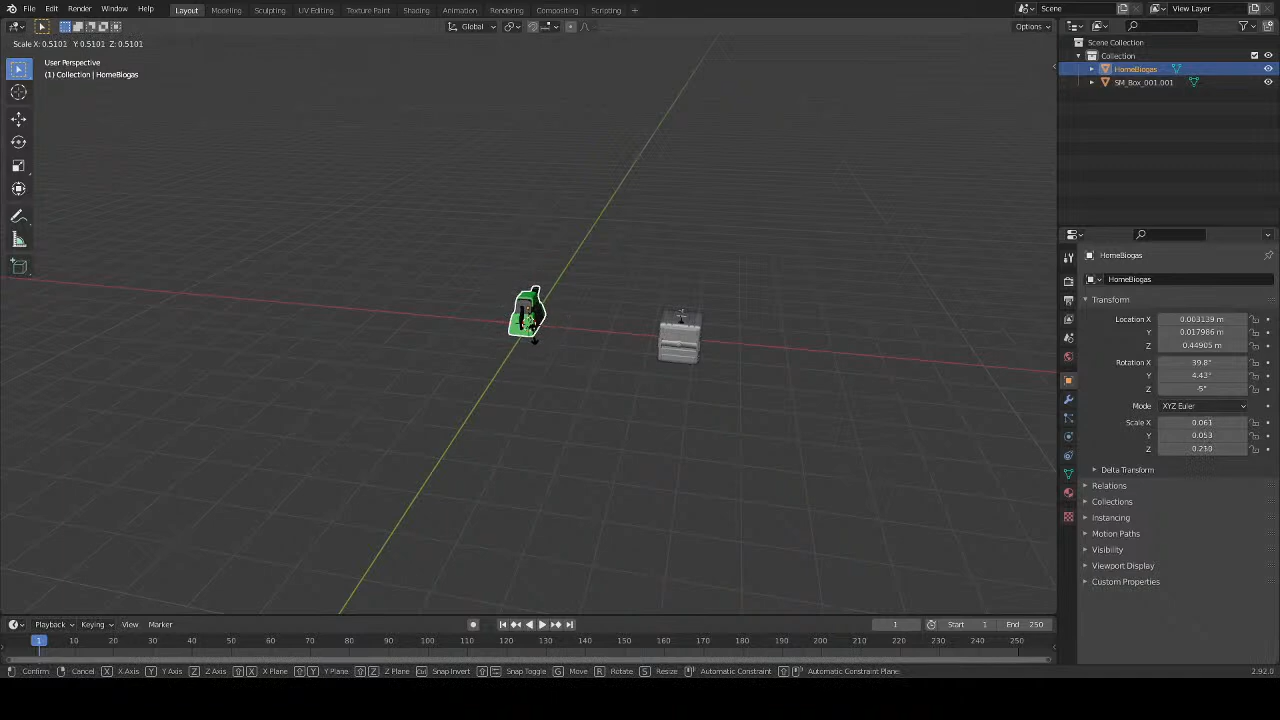 File Edit Render Window Help
Layout Modeling Sculpting UV Editing Texture Paint Shading Animation Rendering Compositing Scripting +
Scene
View Layer
Global
Options
Scale X: 0.5101 Y: 0.5101 Z: 0.5101
User Perspective
(1) Collection | HomeBiogas
Scene Collection
Collection
HomeBiogas
SM_Box_001.001
HomeBiogas
HomeBiogas
Transform
Location X 0.003139 m
Y 0.017986 m
Z 0.44905 m
Rotation X 39.8°
Y 4.43°
Z -5°
Mode XYZ Euler
Scale X 0.061
Y 0.053
Z 0.210
Delta Transform
Relations
Collections
Instancing
Motion Paths
Visibility
Viewport Display
Custom Properties
Playback Keying View Marker
1 Start 1 End 250
1 10 20 30 40 50 60 70 80 90 100 110 120 130 140 150 160 170 180 190 200 210 220 230 240 250
Confirm Cancel X X Axis Y Y Axis Z Z Axis X X Plane Y Y Plane Z Z Plane Snap Invert Snap Toggle G Move R Rotate S Resize Automatic Constraint Automatic Constraint Plane
2.92.0